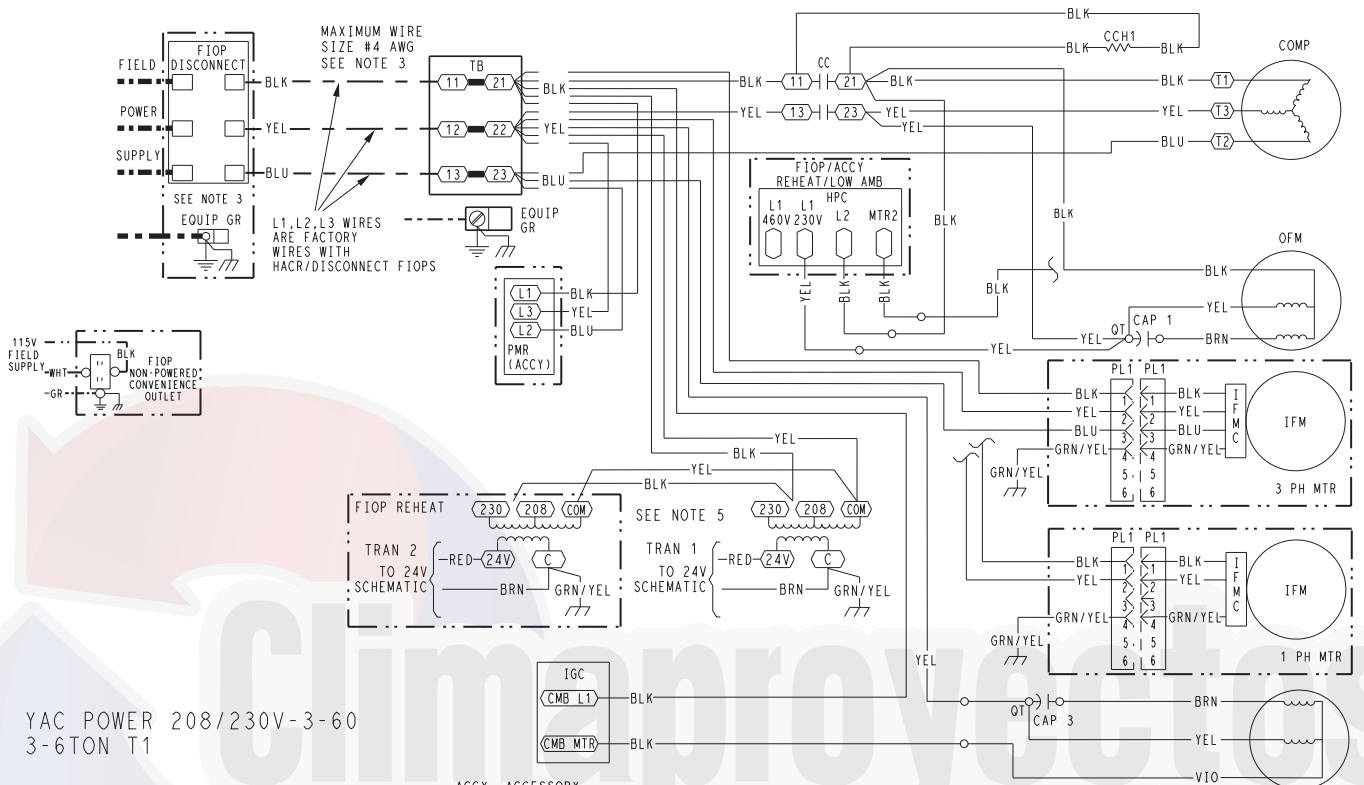 FIOP
DISCONNECT
FIELD
POWER
SUPPLY
BLK
YEL
BLU
SEE NOTE 3
EQUIP GR
MAXIMUM WIRE
SIZE #4 AWG
SEE NOTE 3
L1,L2,L3 WIRES
ARE FACTORY
WIRES WITH
HACR/DISCONNECT FIOPS
TB
11 21
12 22
13 23
BLK
YEL
BLU
EQUIP
GR
L1 BLK
L3 YEL
L2 BLU
PMR
(ACCY)
BLK
BLK CCH1 BLK
BLK 11 CC 21 BLK
YEL 13 23 YEL
YEL
COMP
BLK T1
YEL T3
BLU T2
FIOP/ACCY
REHEAT/LOW AMB
HPC
L1 L1 L2 MTR2
460V 230V
YEL
BLK
BLK
BLK
BLK
BLK
OFM
BLK
YEL
QT CAP 1
YEL BRN
YEL
115V
FIELD
SUPPLY
BLK
WHT
GR
FIOP
NON-POWERED
CONVENIENCE
OUTLET
PL1 PL1
BLK 1 1 BLK
YEL 2 2 YEL
BLU 3 3 BLU
GRN/YEL 4 4 GRN/YEL
5 5
6 6
IFMC
IFM
GRN/YEL
3 PH MTR
YEL
BLK
YEL
BLK
FIOP REHEAT
230 208 COM
SEE NOTE 5
230 208 COM
TRAN 2
TO 24V
SCHEMATIC
RED 24V C
BRN GRN/YEL
TRAN 1
TO 24V
SCHEMATIC
RED 24V C
BRN GRN/YEL
PL1 PL1
BLK 1 1 BLK
YEL 2 2 YEL
3 3
GRN/YEL 4 4 GRN/YEL
5 5
6 6
IFMC
IFM
GRN/YEL
1 PH MTR
YEL
IGC
CMB L1 BLK
CMB MTR BLK
QT CAP 3
BRN
YEL
VIO
YAC POWER 208/230V-3-60
3-6TON T1
Climaproyectos
ACCY ACCESSORY